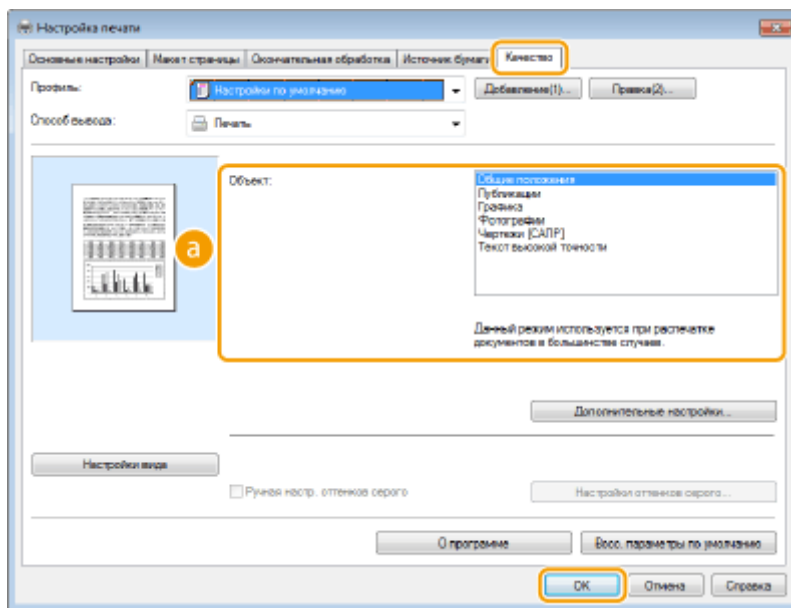 Настройка печати
Основные настройки Макет страницы Окончательная обработка Источник бумаги Качество
Профиль: Настройки по умолчанию Добавление(1)... Правка(2)...
Способ вывода: Печать
Объект:
Общие положения
Публикации
Графика
Фотографии
Чертежи [САПР]
Текст высокой точности
a
Данный режим используется при распечатке
документов в большинстве случаев.
Дополнительные настройки...
Настройки вида
Ручная настр. оттенков серого Настройки оттенков серого...
О программе Восс. параметры по умолчанию
OK Отмена Справка